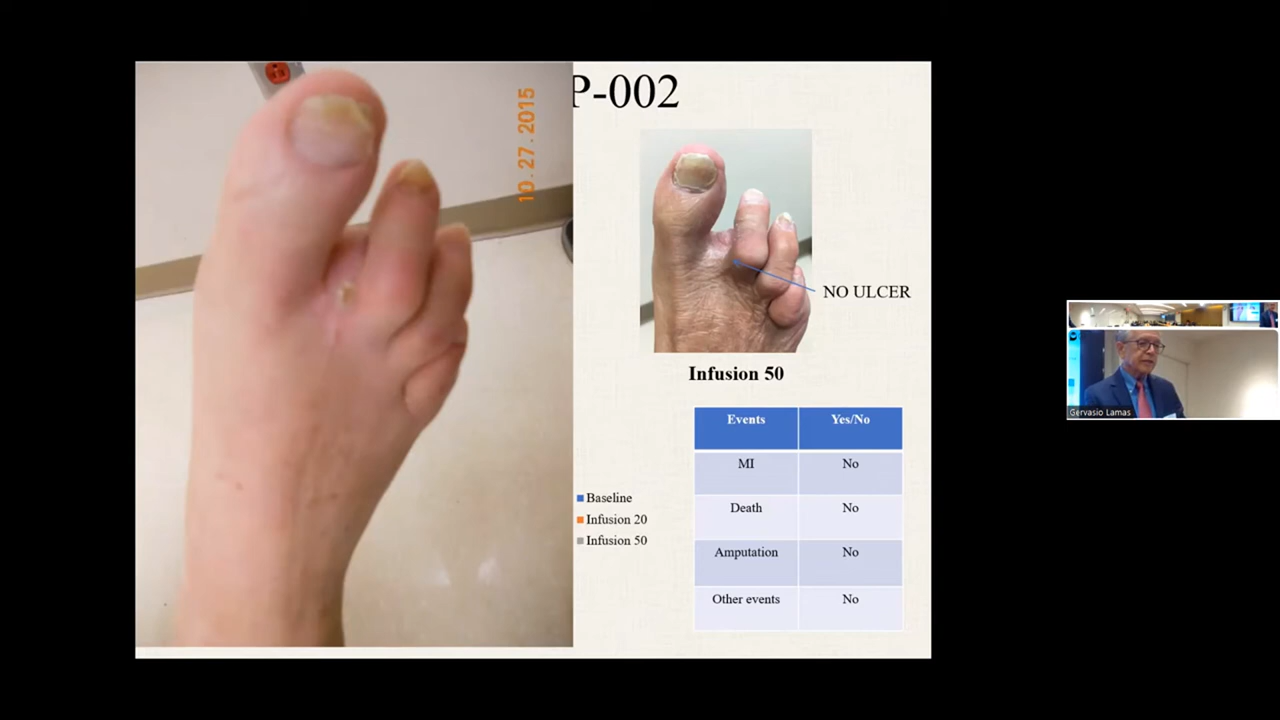 P-002
10.27.2015
NO ULCER
Infusion 50
Events Yes/No
MI No
Death No
Amputation No
Other events No
Baseline
Infusion 20
Infusion 50
Gervasio Lamas